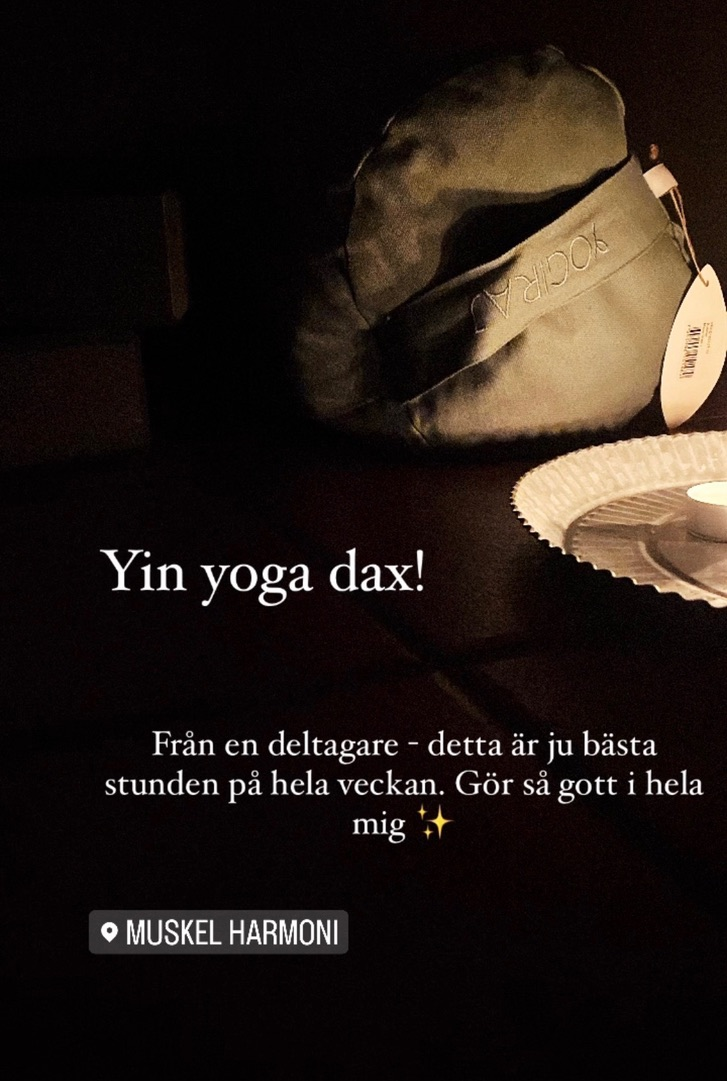 YOGIRAJ
Yin yoga dax!
Från en deltagare - detta är ju bästa
stunden på hela veckan. Gör så gott i hela
mig ✨
MUSKEL HARMONI